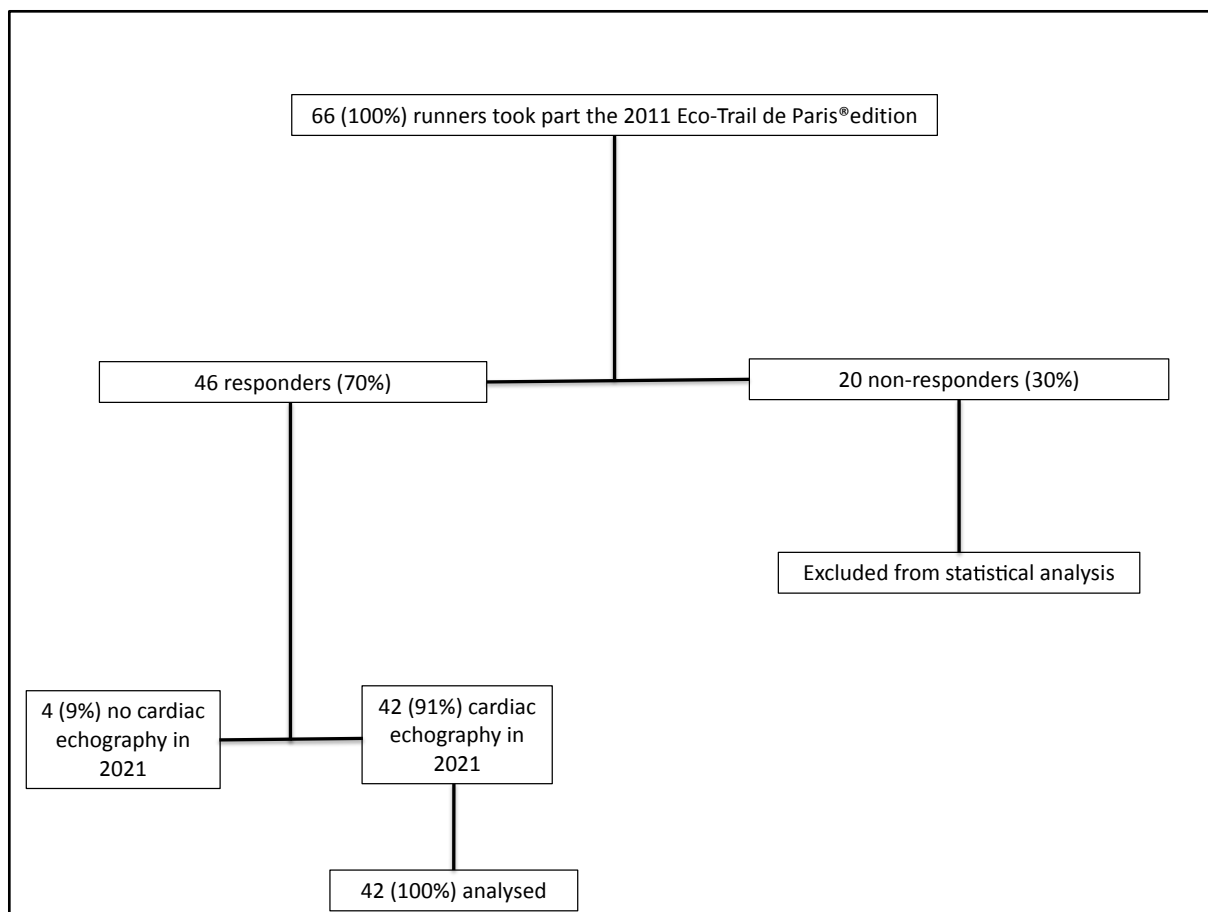 66 (100%) runners took part the 2011 Eco-Trail de Paris®edition
46 responders (70%)
20 non-responders (30%)
Excluded from statistical analysis
4 (9%) no cardiac
echography in
2021
42 (91%) cardiac
echography in
2021
42 (100%) analysed